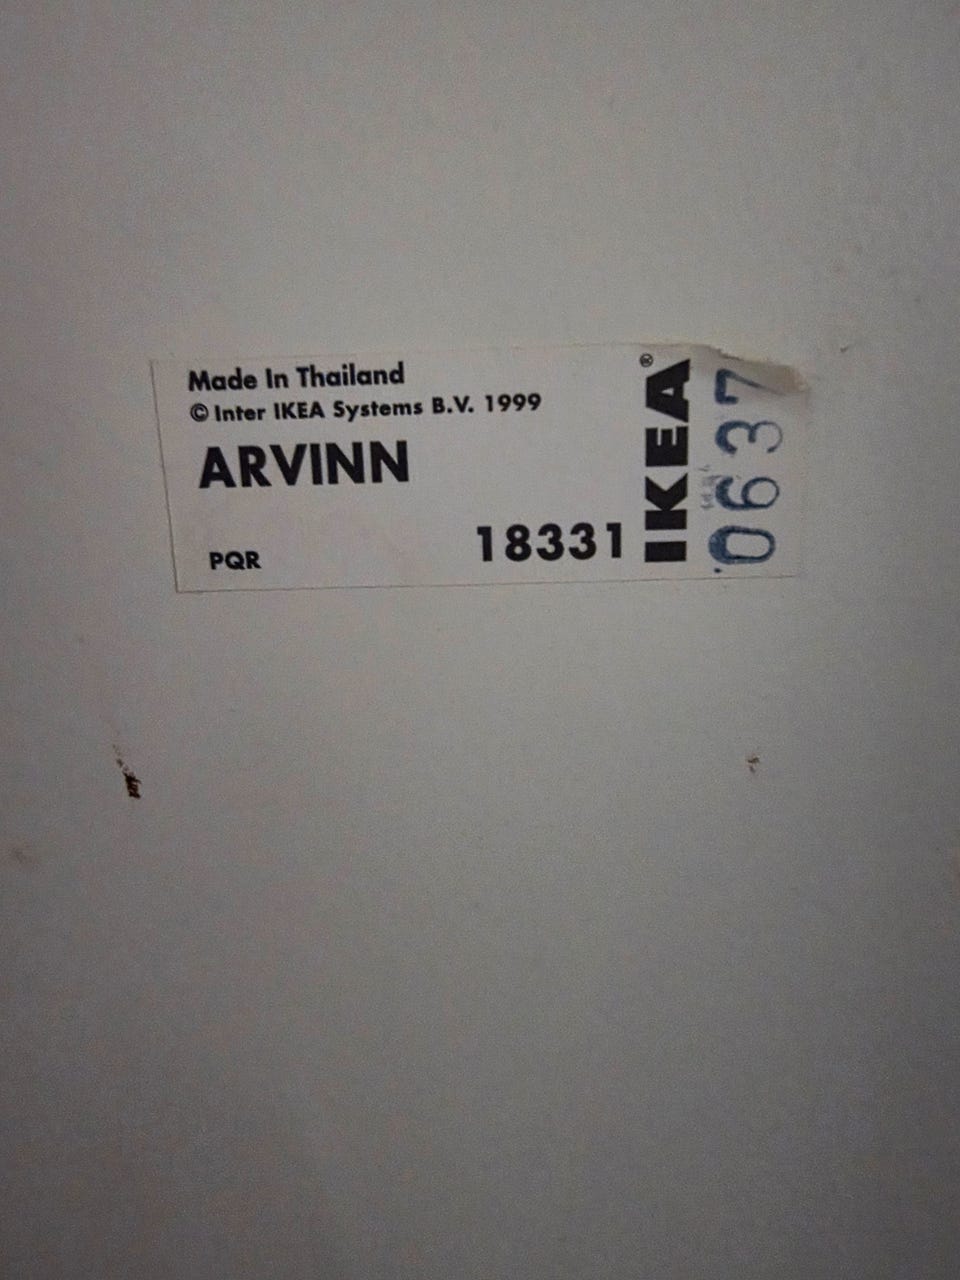 Made In Thailand
© Inter IKEA Systems B.V. 1999
ARVINN
PQR
18331
IKEA®
0637